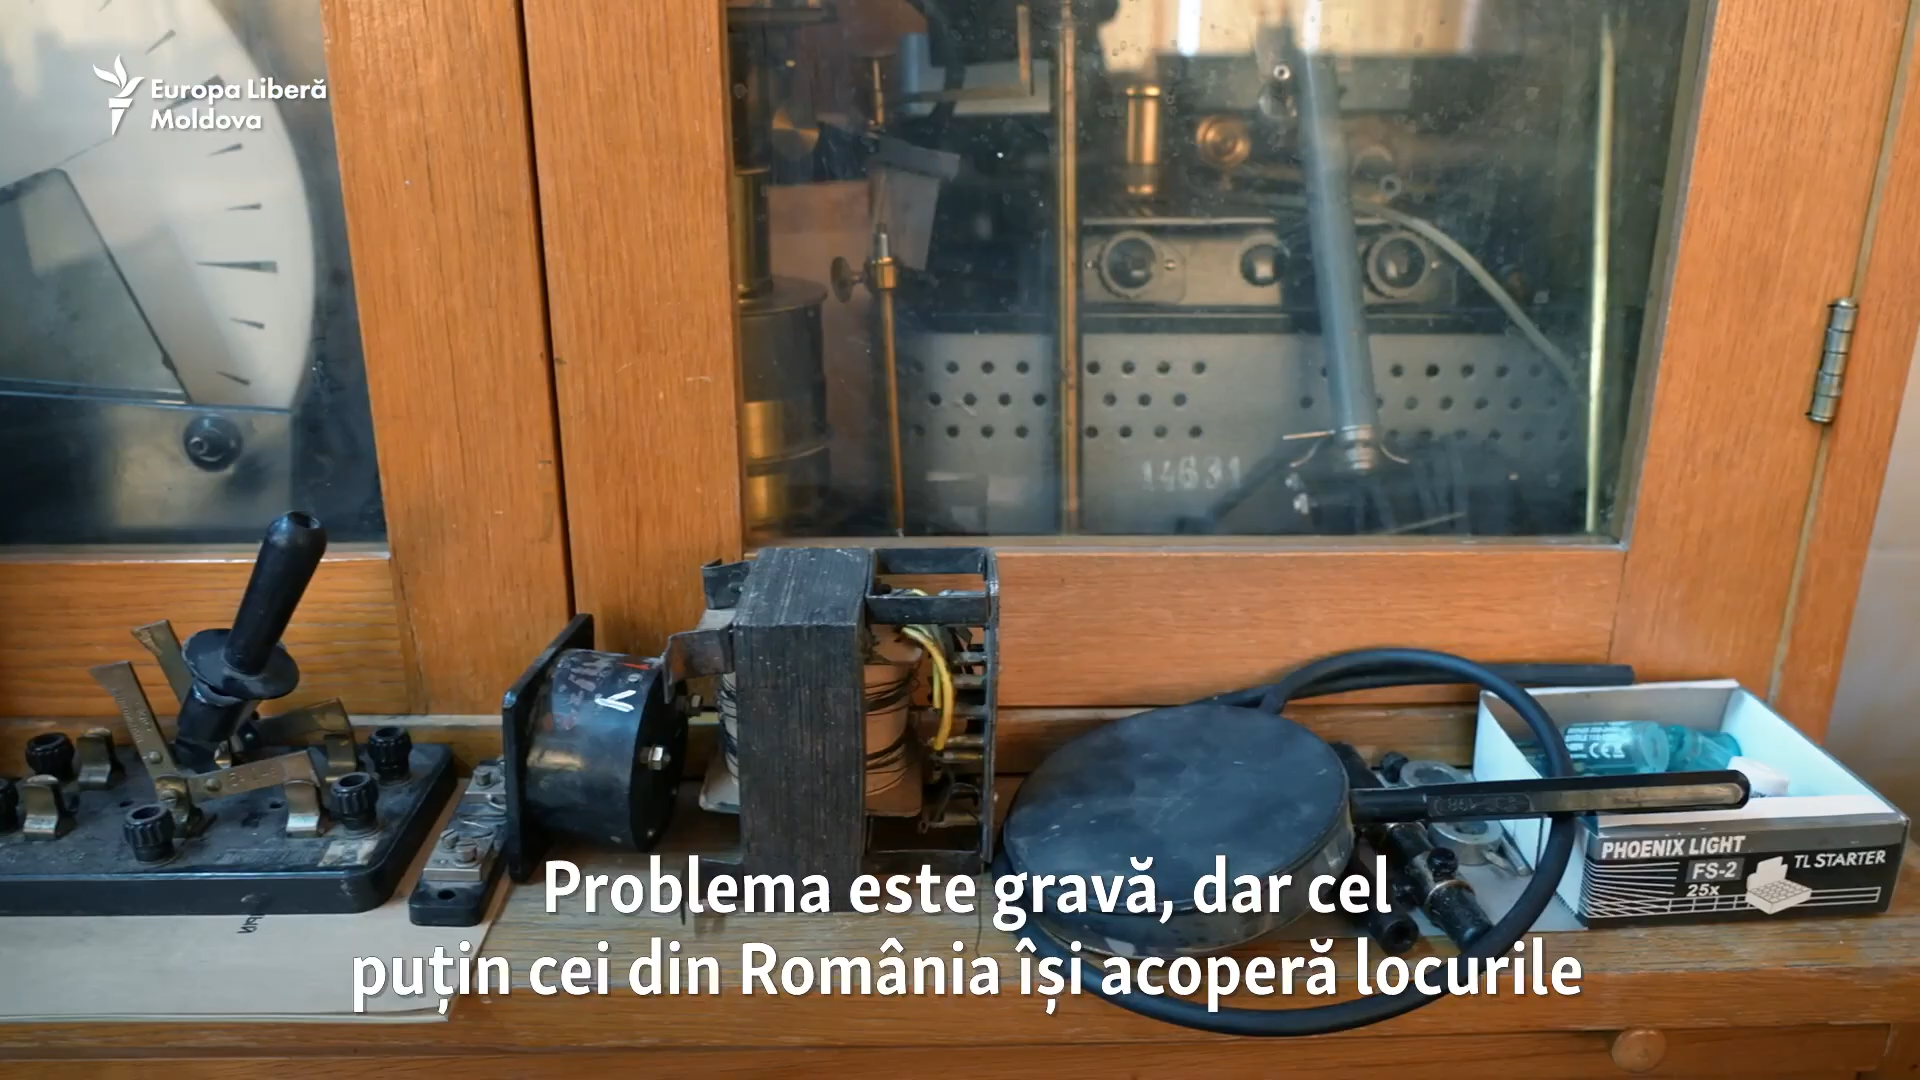 Europa Liberă
Moldova
14631
PHOENIX LIGHT
FS-2
TL STARTER
25x
Problema este gravă, dar cel
puțin cei din România își acoperă locurile